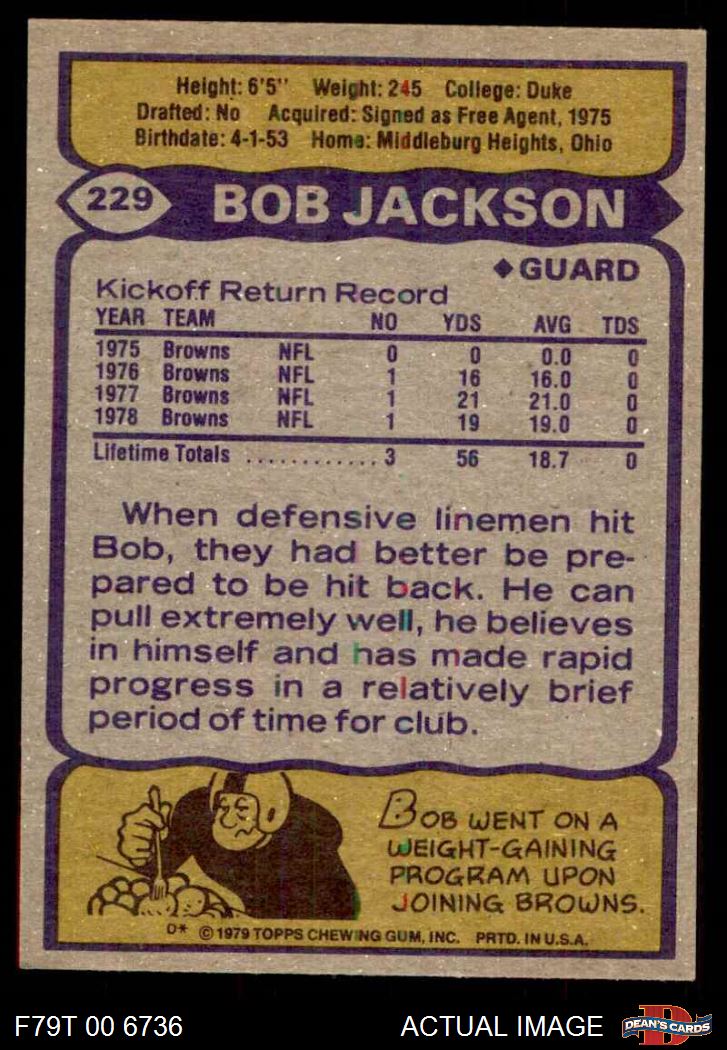 Height: 6'5'' Weight: 245 College: Duke
Drafted: No Acquired: Signed as Free Agent, 1975
Birthdate: 4-1-53 Home: Middleburg Heights, Ohio
229 BOB JACKSON
◆GUARD
Kickoff Return Record
YEAR TEAM NO YDS AVG TDS
1975 Browns NFL 0 0 0.0 0
1976 Browns NFL 1 16 16.0 0
1977 Browns NFL 1 21 21.0 0
1978 Browns NFL 1 19 19.0 0
Lifetime Totals ............ 3 56 18.7 0
When defensive linemen hit
Bob, they had better be pre-
pared to be hit back. He can
pull extremely well, he believes
in himself and has made rapid
progress in a relatively brief
period of time for club.
BOB WENT ON A
WEIGHT-GAINING
PROGRAM UPON
JOINING BROWNS.
D* © 1979 TOPPS CHEWING GUM, INC. PRTD. IN U.S.A.
F79T 00 6736 ACTUAL IMAGE D DEAN'S CARDS